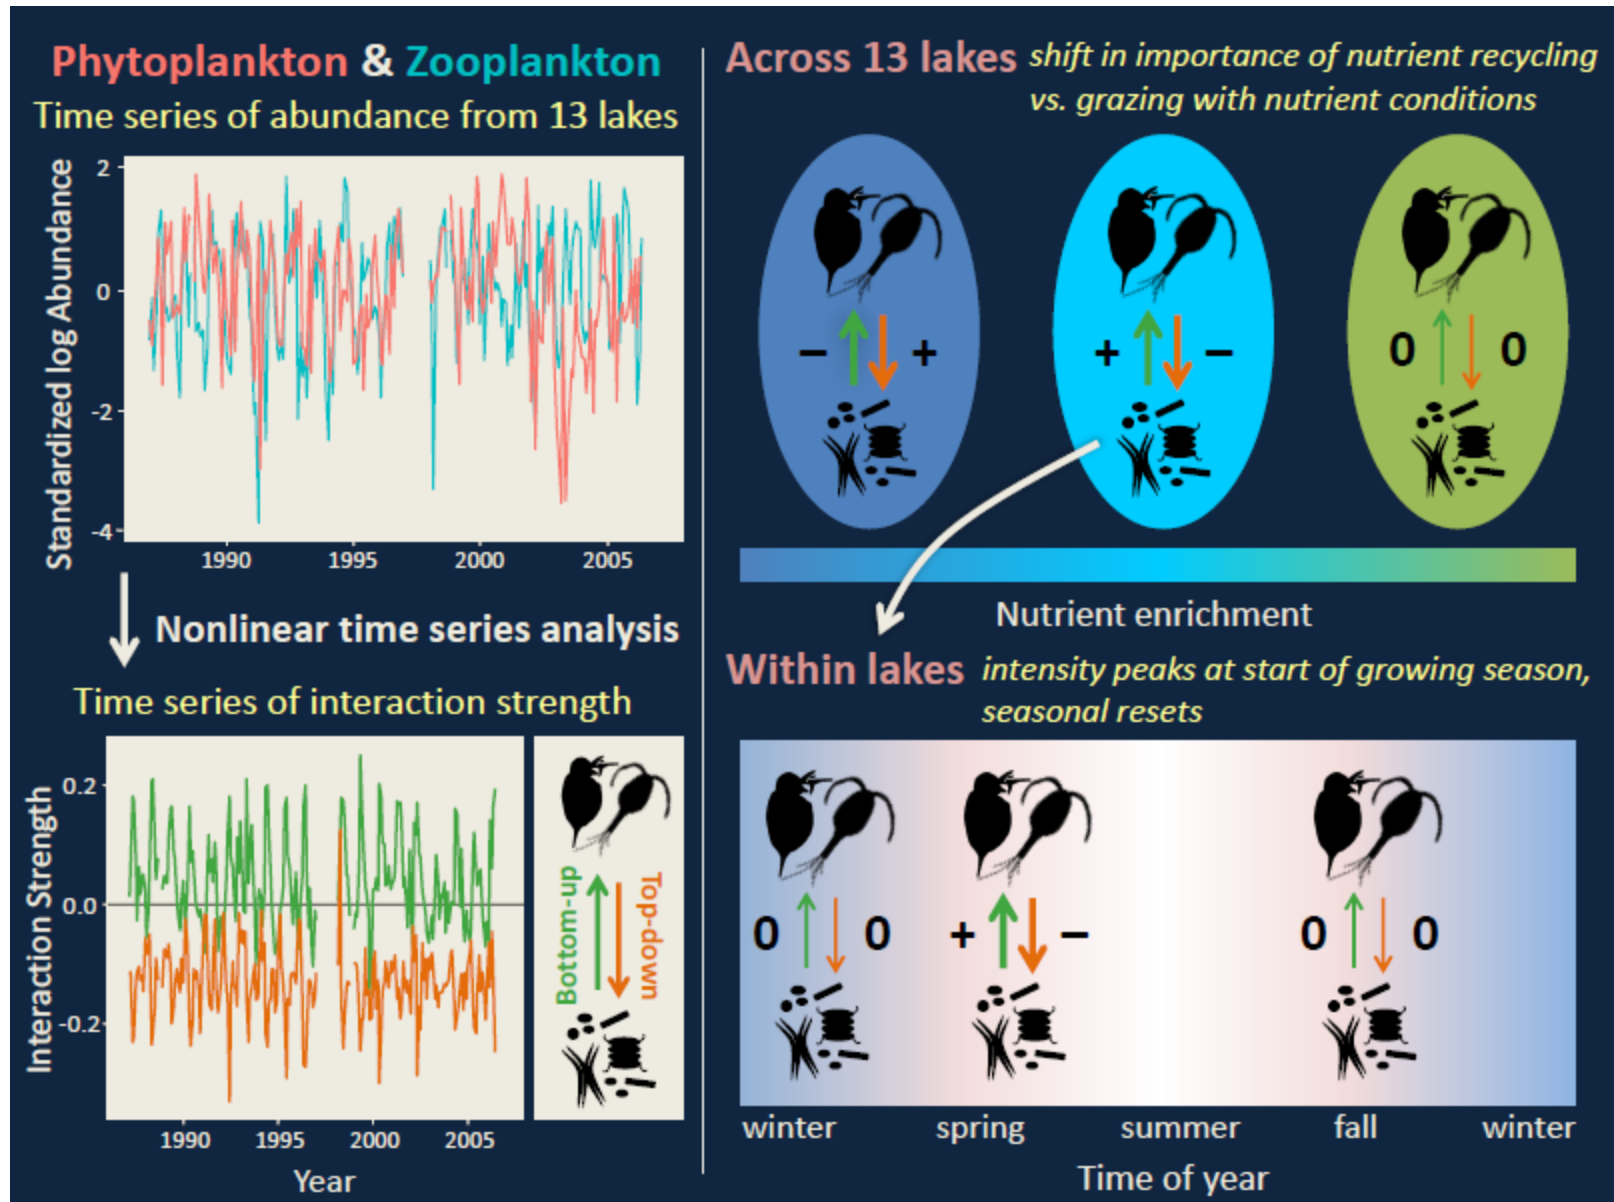 Phytoplankton & Zooplankton
Time series of abundance from 13 lakes
Standardized log Abundance
2
0
-2
-4
1990 1995 2000 2005
Nonlinear time series analysis
Time series of interaction strength
Interaction Strength
0.2
0.0
-0.2
1990 1995 2000 2005
Year
Bottom-up
Top-down
Across 13 lakes shift in importance of nutrient recycling
vs. grazing with nutrient conditions
− +
+ −
0 0
Nutrient enrichment
Within lakes intensity peaks at start of growing season,
seasonal resets
0 0
+ −
0 0
winter spring summer fall winter
Time of year